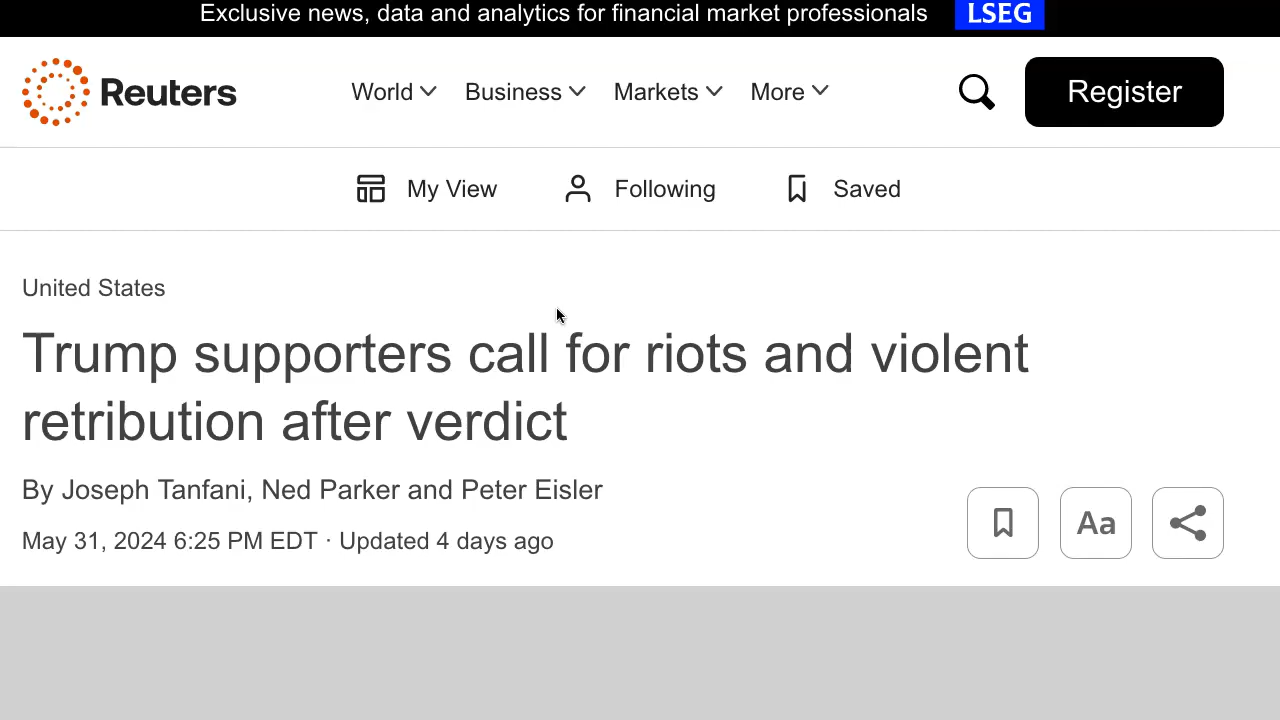 Exclusive news, data and analytics for financial market professionals LSEG
Reuters World Business Markets More Register
My View Following Saved
United States
Trump supporters call for riots and violent
retribution after verdict
By Joseph Tanfani, Ned Parker and Peter Eisler
May 31, 2024 6:25 PM EDT · Updated 4 days ago
Aa